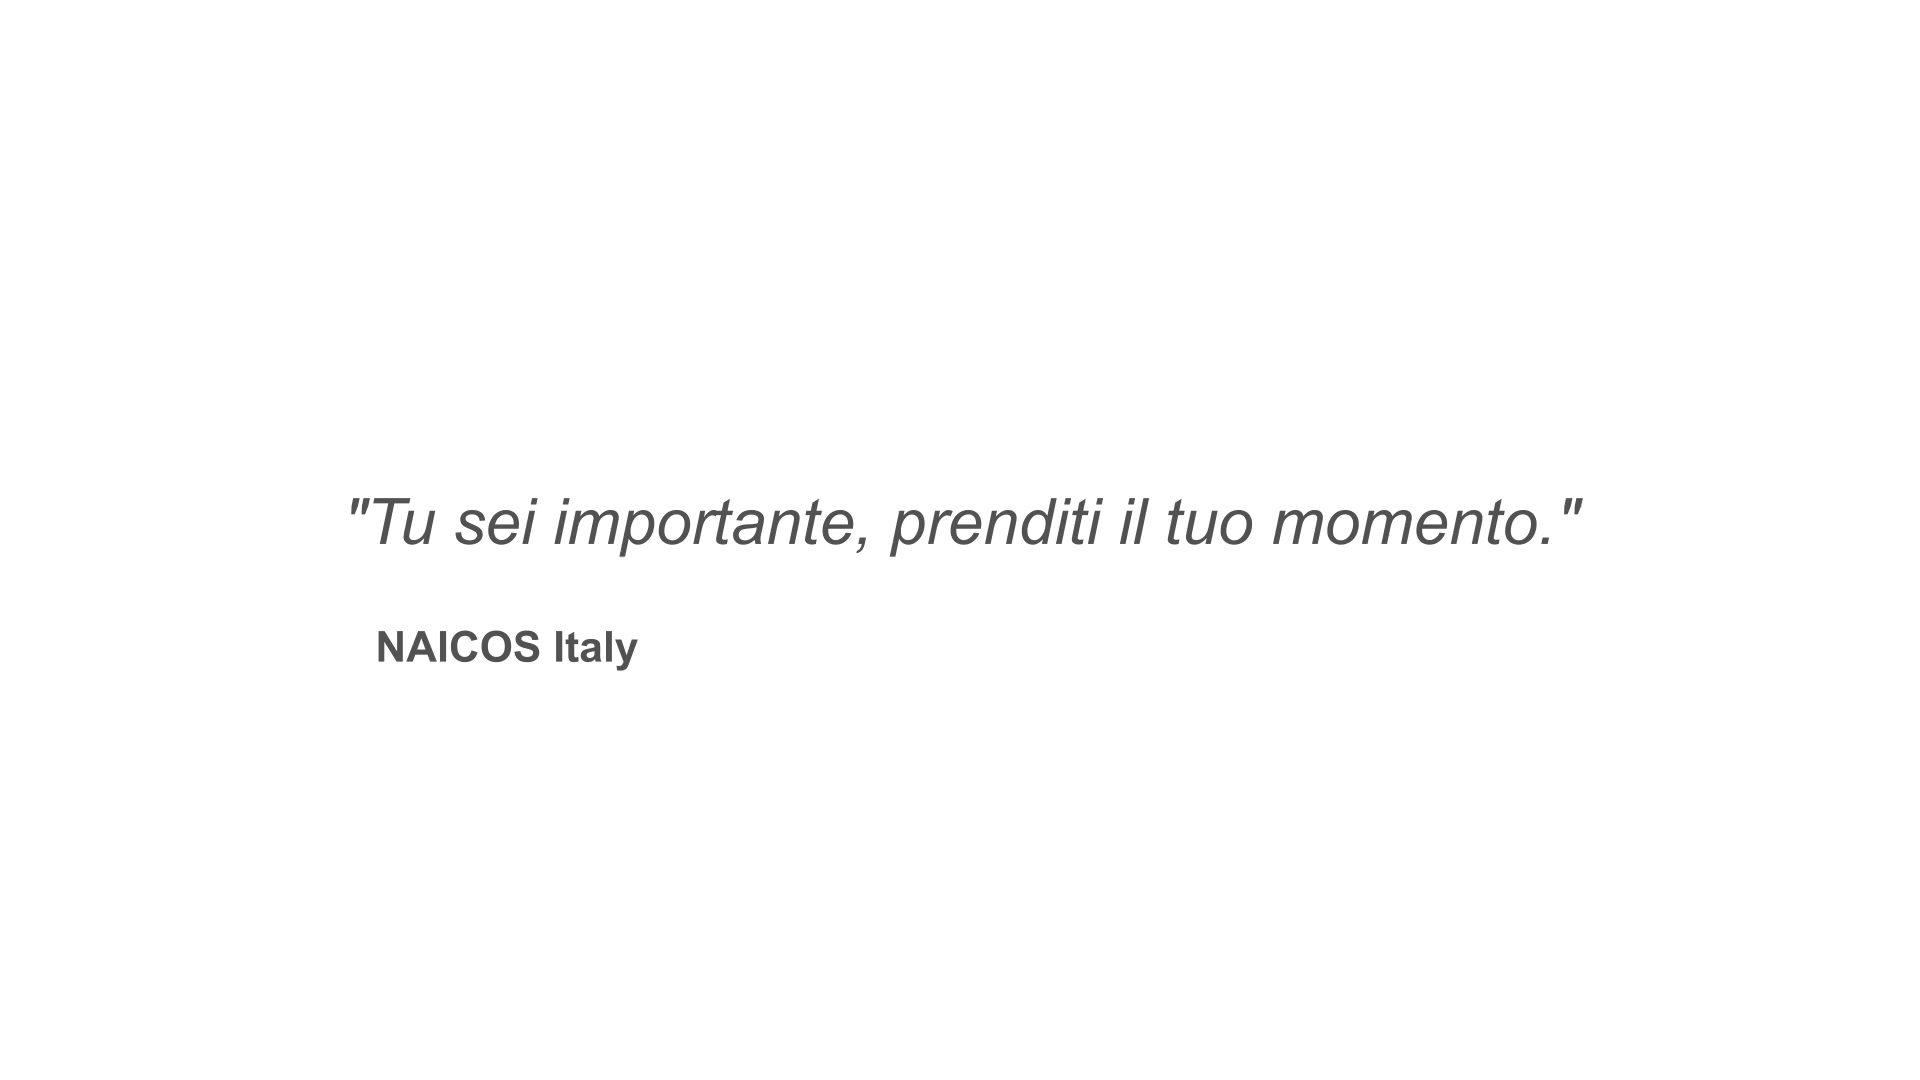 "Tu sei importante, prenditi il tuo momento."
NAICOS Italy